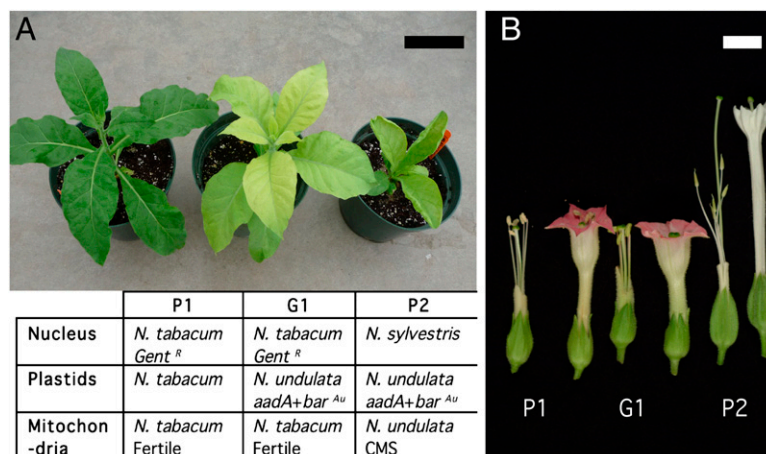 A
B
P1 G1 P2
Nucleus N. tabacum N. tabacum N. sylvestris
Gent R Gent R
Plastids N. tabacum N. undulata N. undulata
aadA+bar Au aadA+bar Au
Mitochon N. tabacum N. tabacum N. undulata
-dria Fertile Fertile CMS
P1 G1 P2